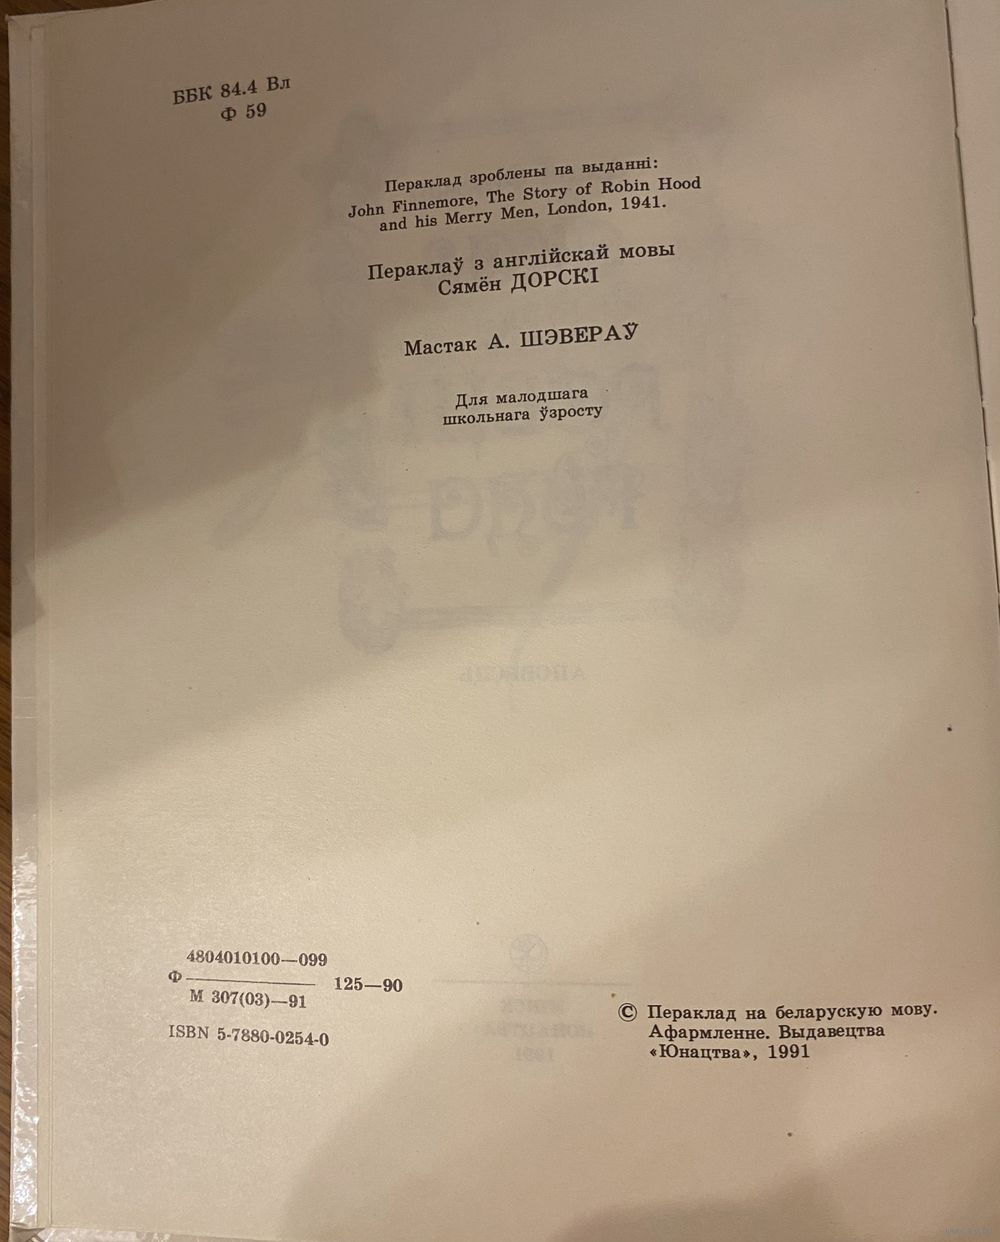 ББК 84.4 Вл
Ф 59
Пераклад зроблены па выданні:
John Finnemore, The Story of Robin Hood
and his Merry Men, London, 1941.
Пераклаў з англійскай мовы
Сямён ДОРСКІ
Мастак А. ШЭВЕРАЎ
Для малодшага
школьнага ўзросту
4804010100—099
Ф 125—90
М 307(03)—91
ISBN 5-7880-0254-0
© Пераклад на беларускую мову.
Афармленне. Выдавецтва
«Юнацтва», 1991